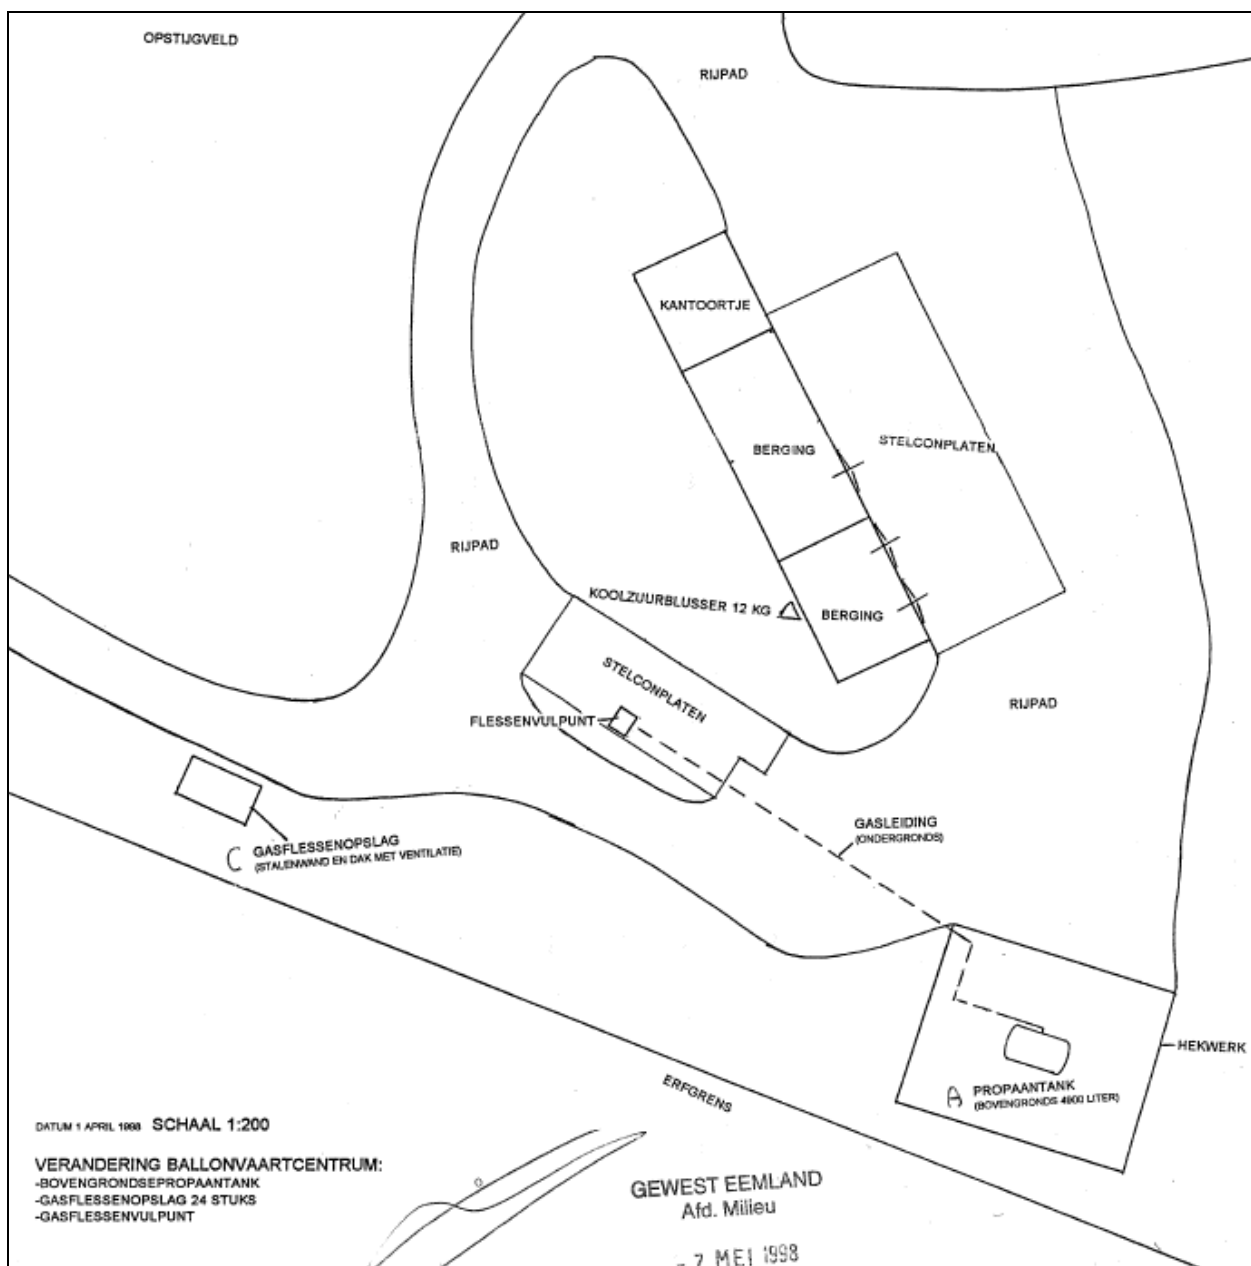 OPSTIJGVELD
RIJPAD
KANTOORTJE
BERGING
STELCONPLATEN
RIJPAD
KOOLZUURBLUSSER 12 KG
BERGING
STELCONPLATEN
RIJPAD
FLESSENVULPUNT
GASLEIDING
(ONDERGRONDS)
C GASFLESSENOPSLAG
(STALENWAND EN DAK MET VENTILATIE)
HEKWERK
A PROPAANTANK
(BOVENGRONDS 4900 LITER)
ERFGRENS
DATUM 1 APRIL 1998 SCHAAL 1:200
VERANDERING BALLONVAARTCENTRUM:
-BOVENGRONDSEPROPAANTANK
-GASFLESSENOPSLAG 24 STUKS
-GASFLESSENVULPUNT
GEWEST EEMLAND
Afd. Milieu
- 7 MEI 1998